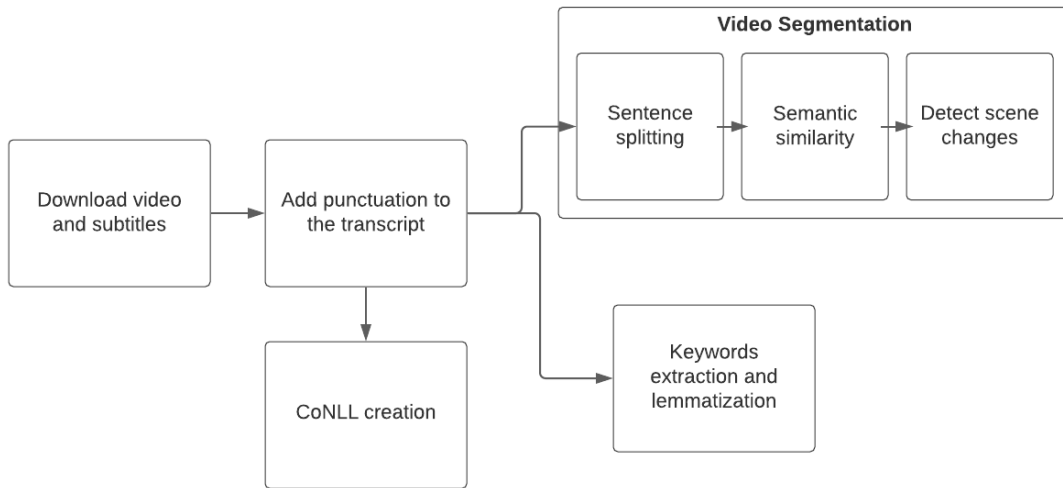 Video Segmentation
Sentence
splitting
Semantic
similarity
Detect scene
changes
Download video
and subtitles
Add punctuation to
the transcript
CoNLL creation
Keywords
extraction and
lemmatization